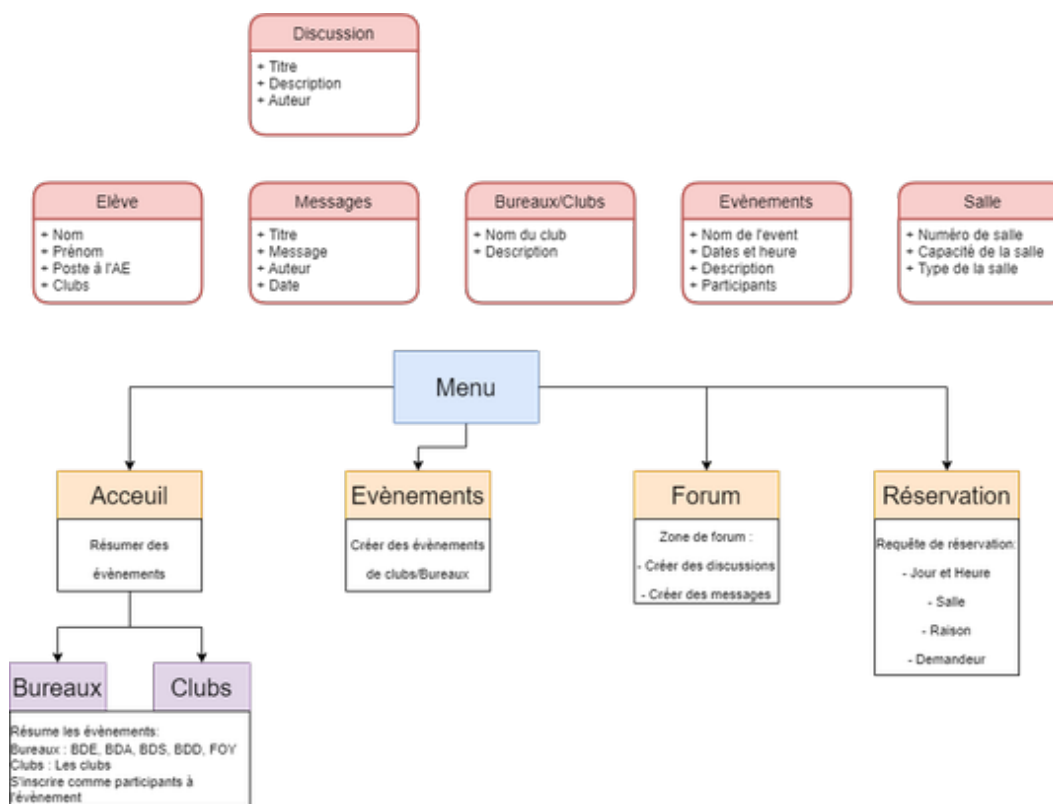 Discussion
+ Titre
+ Description
+ Auteur
Elève
+ Nom
+ Prénom
+ Poste à l'AE
+ Clubs
Messages
+ Titre
+ Message
+ Auteur
+ Date
Bureaux/Clubs
+ Nom du club
+ Description
Evènements
+ Nom de l'event
+ Dates et heure
+ Description
+ Participants
Salle
+ Numéro de salle
+ Capacité de la salle
+ Type de la salle
Menu
Acceuil
Résumer des
évènements
Evènements
Créer des évènements
de clubs/Bureaux
Forum
Zone de forum :
- Créer des discussions
- Créer des messages
Réservation
Requête de réservation:
- Jour et Heure
- Salle
- Raison
- Demandeur
Bureaux
Clubs
Résume les évènements:
Bureaux : BDE, BDA, BDS, BDD, FOY
Clubs : Les clubs
S'inscrire comme participants à
l'évènement